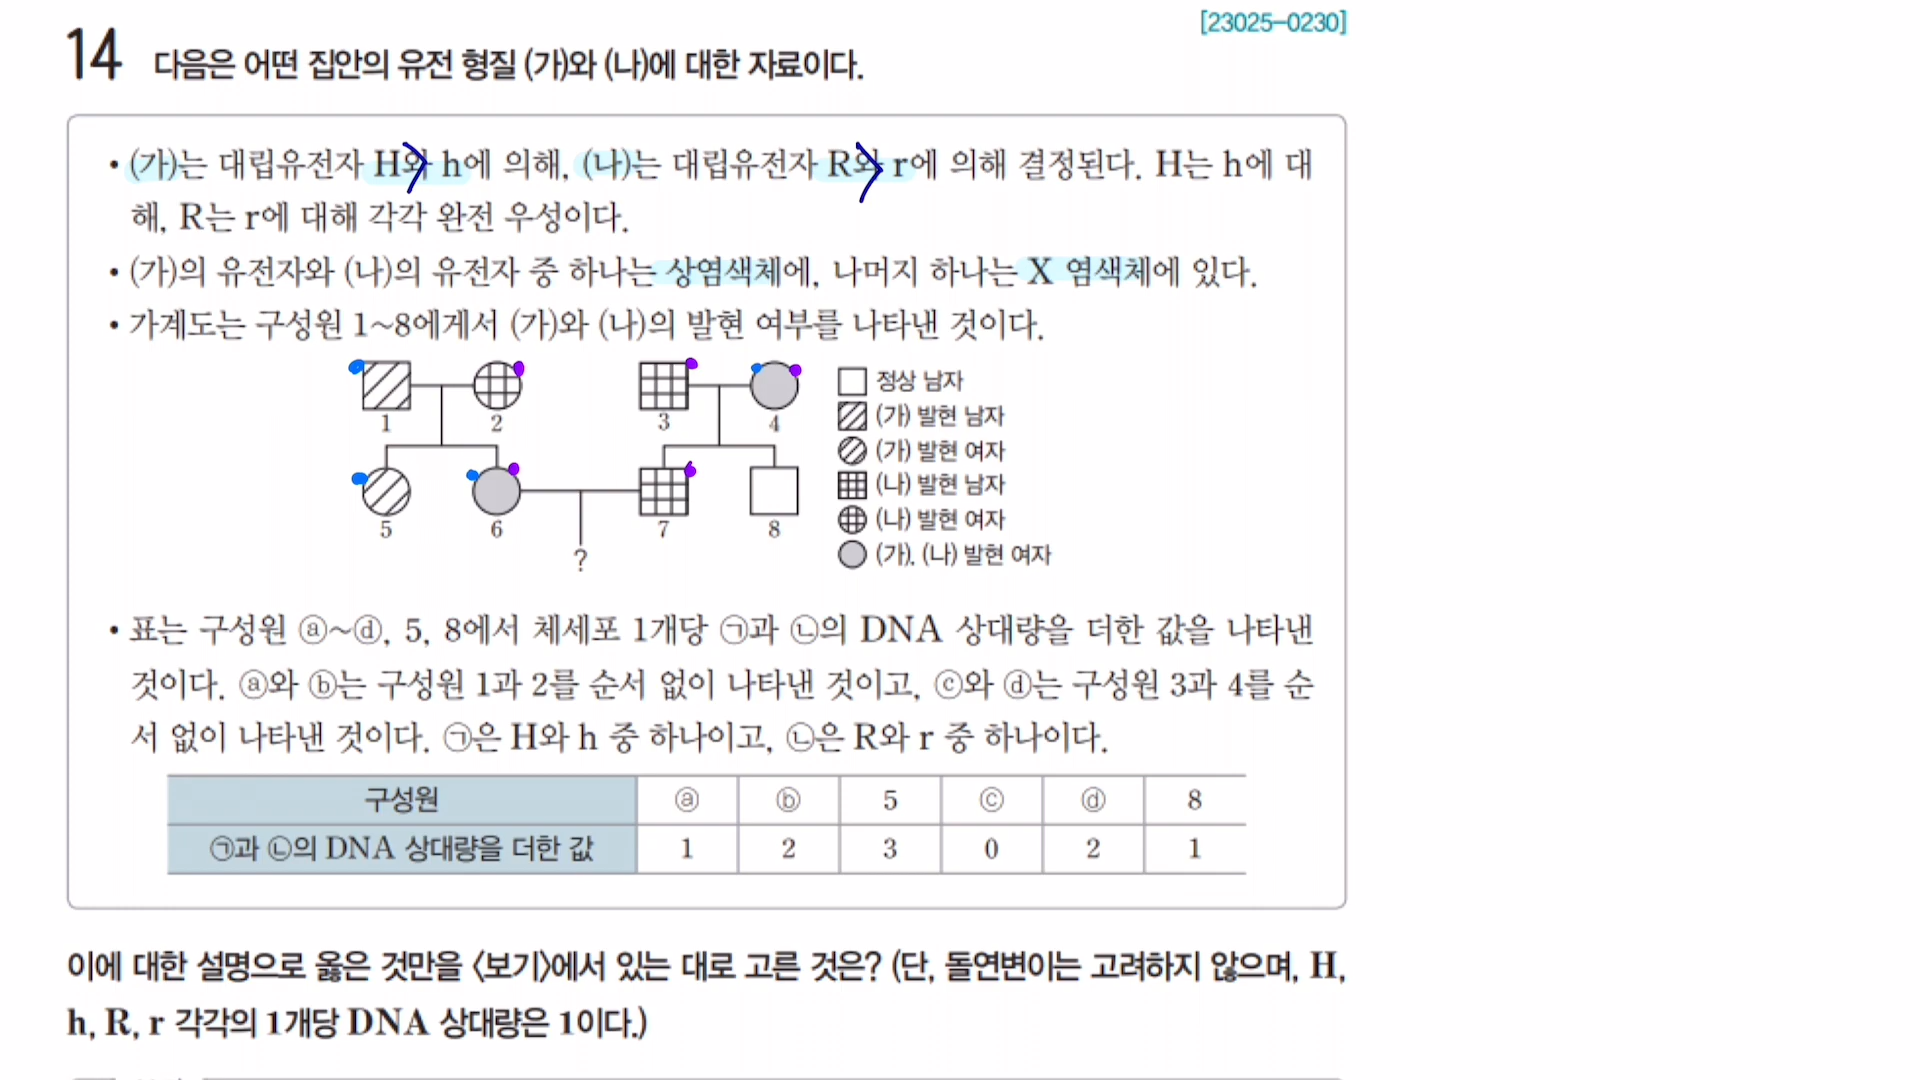 [23025-0230]
14 다음은 어떤 집안의 유전 형질 (가)와 (나)에 대한 자료이다.
• (가)는 대립유전자 H와 h에 의해, (나)는 대립유전자 R와 r에 의해 결정된다. H는 h에 대
해, R는 r에 대해 각각 완전 우성이다.
• (가)의 유전자와 (나)의 유전자 중 하나는 상염색체에, 나머지 하나는 X 염색체에 있다.
• 가계도는 구성원 1~8에게서 (가)와 (나)의 발현 여부를 나타낸 것이다.
1 2 3 4
5 6 7 8
?
정상 남자
(가) 발현 남자
(가) 발현 여자
(나) 발현 남자
(나) 발현 여자
(가), (나) 발현 여자
• 표는 구성원 ⓐ~ⓓ, 5, 8에서 체세포 1개당 ㉠과 ㉡의 DNA 상대량을 더한 값을 나타낸
것이다. ⓐ와 ⓑ는 구성원 1과 2를 순서 없이 나타낸 것이고, ⓒ와 ⓓ는 구성원 3과 4를 순
서 없이 나타낸 것이다. ㉠은 H와 h 중 하나이고, ㉡은 R와 r 중 하나이다.
구성원 ⓐ ⓑ 5 ⓒ ⓓ 8
㉠과 ㉡의 DNA 상대량을 더한 값 1 2 3 0 2 1
이에 대한 설명으로 옳은 것만을 〈보기〉에서 있는 대로 고른 것은? (단, 돌연변이는 고려하지 않으며, H,
h, R, r 각각의 1개당 DNA 상대량은 1이다.)